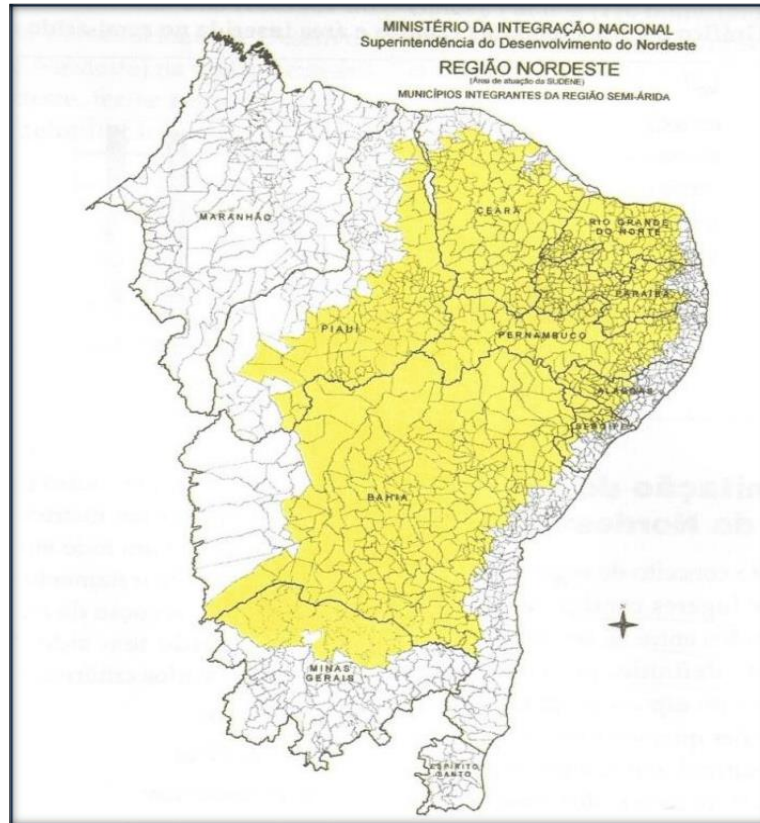 MINISTÉRIO DA INTEGRAÇÃO NACIONAL
Superintendência do Desenvolvimento do Nordeste
REGIÃO NORDESTE
(Área de atuação da SUDENE)
MUNICÍPIOS INTEGRANTES DA REGIÃO SEMI-ÁRIDA
MARANHÃO
CEARÁ
RIO GRANDE
DO NORTE
PARAÍBA
PIAUÍ
PERNAMBUCO
ALAGOAS
SERGIPE
BAHIA
MINAS
GERAIS
ESPÍRITO
SANTO